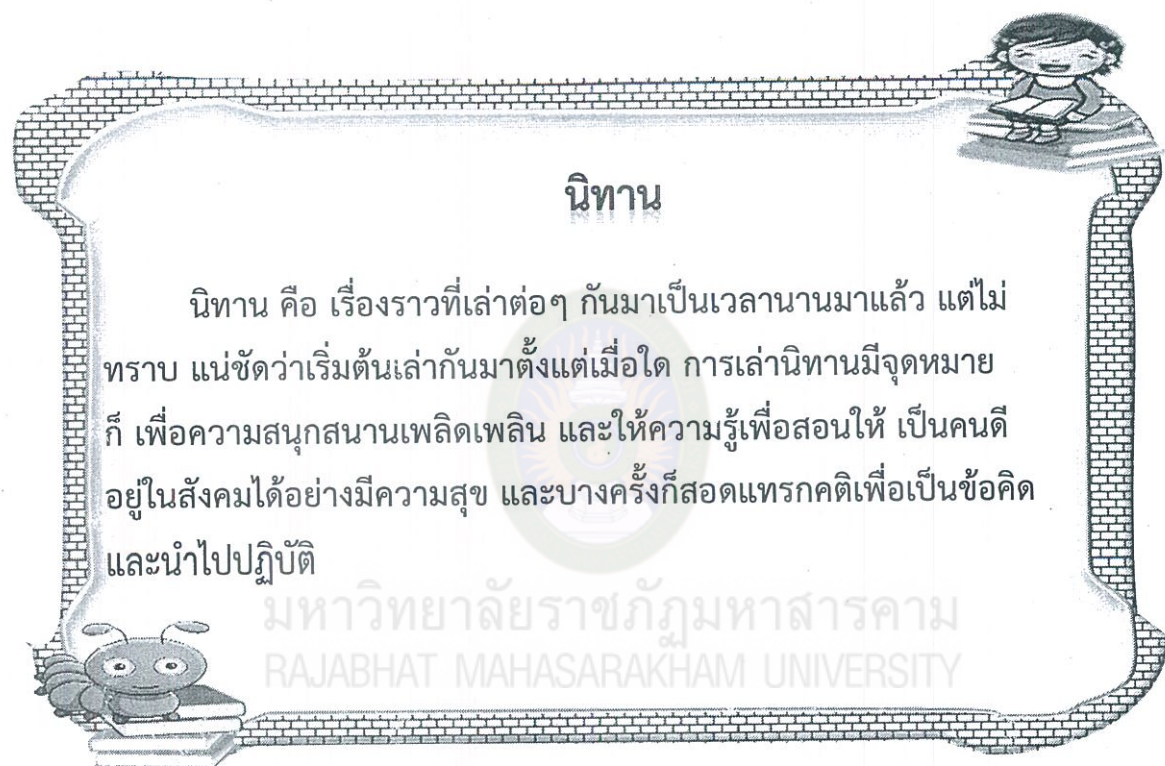 นิทาน
นิทาน คือ เรื่องราวที่เล่าต่อๆ กันมาเป็นเวลานานมาแล้ว แต่ไม่
ทราบ แน่ชัดว่าเริ่มต้นเล่ากันมาตั้งแต่เมื่อใด การเล่านิทานมีจุดหมาย
ก็ เพื่อความสนุกสนานเพลิดเพลิน และให้ความรู้เพื่อสอนให้ เป็นคนดี
อยู่ในสังคมได้อย่างมีความสุข และบางครั้งก็สอดแทรกคติเพื่อเป็นข้อคิด
และนำไปปฏิบัติ
มหาวิทยาลัยราชภัฏมหาสารคาม
RAJABHAT MAHASARAKHAM UNIVERSITY